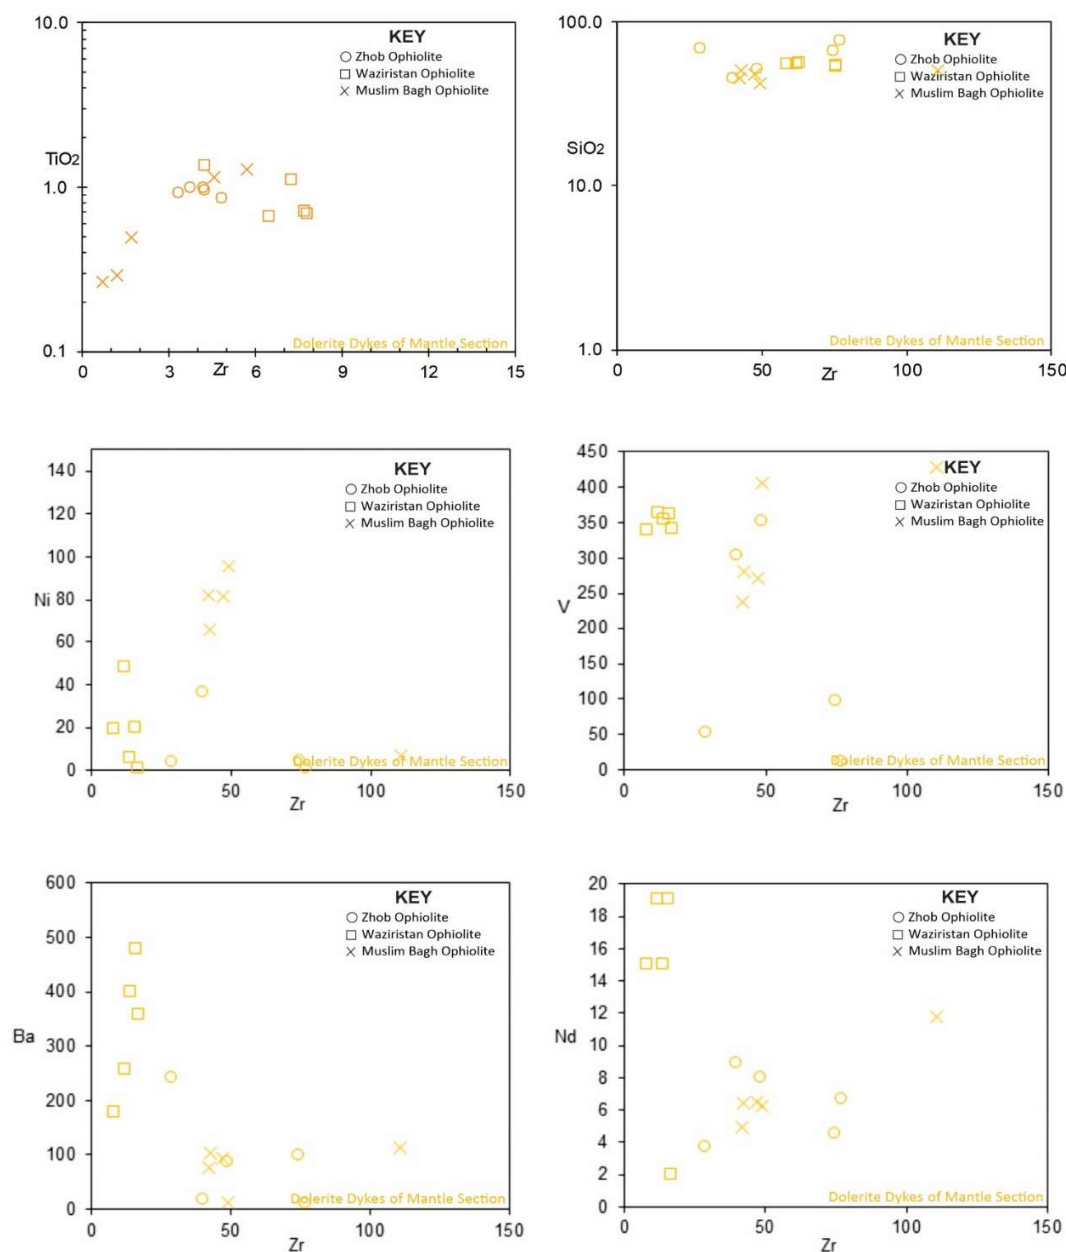 10.0
KEY
Zhob Ophiolite
Waziristan Ophiolite
Muslim Bagh Ophiolite
TiO2
1.0
Dolerite Dykes of Mantle Section
0.1
0 3 6 9 12 15
Zr
100.0
KEY
Zhob Ophiolite
Waziristan Ophiolite
Muslim Bagh Ophiolite
SiO2
10.0
Dolerite Dykes of Mantle Section
1.0
0 50 100 150
Zr
140
KEY
Zhob Ophiolite
Waziristan Ophiolite
Muslim Bagh Ophiolite
120
100
Ni
80
60
40
20
Dolerite Dykes of Mantle Section
0
0 50 100 150
Zr
450
KEY
Zhob Ophiolite
Waziristan Ophiolite
Muslim Bagh Ophiolite
400
350
300
250
V
200
150
100
50
Dolerite Dykes of Mantle Section
0
0 50 100 150
Zr
600
KEY
Zhob Ophiolite
Waziristan Ophiolite
Muslim Bagh Ophiolite
500
400
Ba
300
200
100
Dolerite Dykes of Mantle Section
0
0 50 100 150
Zr
20
KEY
Zhob Ophiolite
Waziristan Ophiolite
Muslim Bagh Ophiolite
18
16
14
12
Nd
10
8
6
4
2
Dolerite Dykes of Mantle Section
0
0 50 100 150
Zr